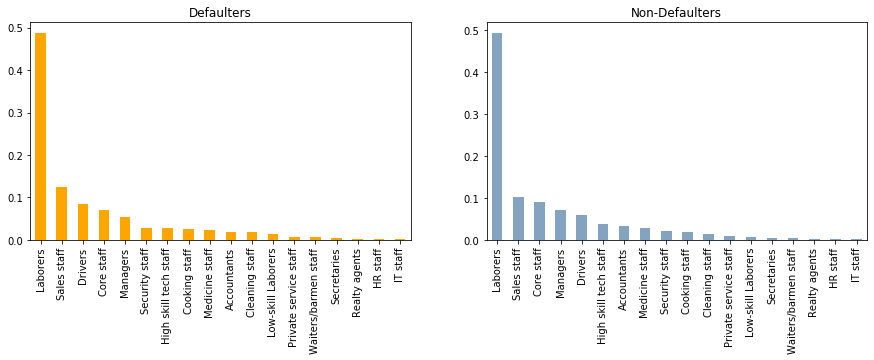 Defaulters
0.5
0.4
0.3
0.2
0.1
0.0
Laborers
Sales staff
Drivers
Core staff
Managers
Security staff
High skill tech staff
Cooking staff
Medicine staff
Accountants
Cleaning staff
Low-skill Laborers
Private service staff
Waiters/barmen staff
Secretaries
Realty agents
HR staff
IT staff
Non-Defaulters
0.5
0.4
0.3
0.2
0.1
0.0
Laborers
Sales staff
Core staff
Managers
Drivers
High skill tech staff
Accountants
Medicine staff
Security staff
Cooking staff
Cleaning staff
Private service staff
Low-skill Laborers
Secretaries
Waiters/barmen staff
Realty agents
HR staff
IT staff